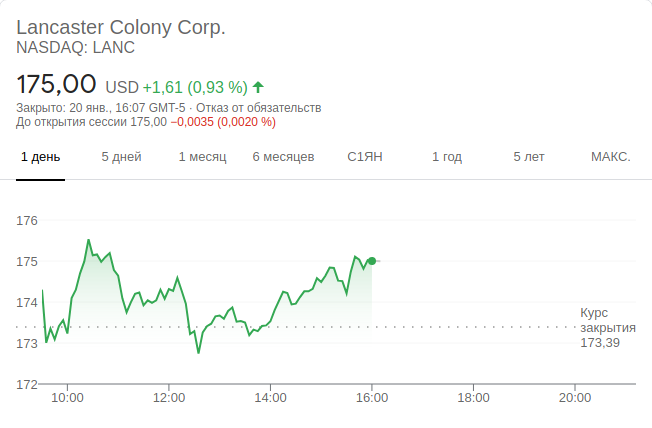 Lancaster Colony Corp.
NASDAQ: LANC
175,00 USD +1,61 (0,93 %)
Закрыто: 20 янв., 16:07 GMT-5 · Отказ от обязательств
До открытия сессии 175,00 −0,0035 (0,0020 %)
1 день 5 дней 1 месяц 6 месяцев С1ЯН 1 год 5 лет МАКС.
176
175
174
Курс
закрытия
173,39
173
172
10:00 12:00 14:00 16:00 18:00 20:00